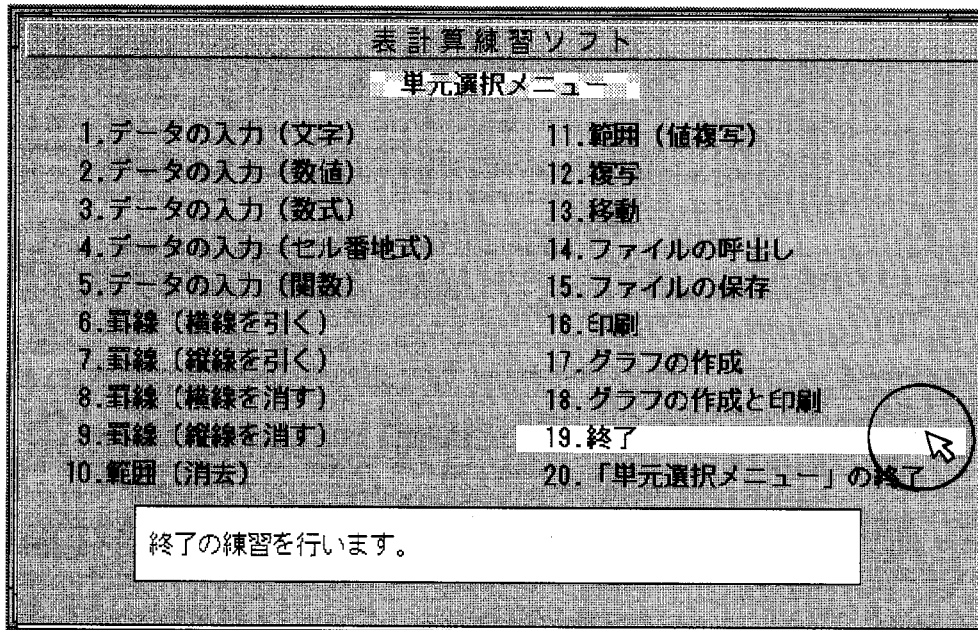 表計算練習ソフト
単元選択メニュー
1.データの入力(文字)
2.データの入力(数値)
3.データの入力(数式)
4.データの入力(セル番地式)
5.データの入力(関数)
6.罫線(横線を引く)
7.罫線(縦線を引く)
8.罫線(横線を消す)
9.罫線(縦線を消す)
10.範囲(消去)
11.範囲(値複写)
12.複写
13.移動
14.ファイルの呼出し
15.ファイルの保存
16.印刷
17.グラフの作成
18.グラフの作成と印刷
19.終了
20.「単元選択メニュー」の終了
終了の練習を行います。